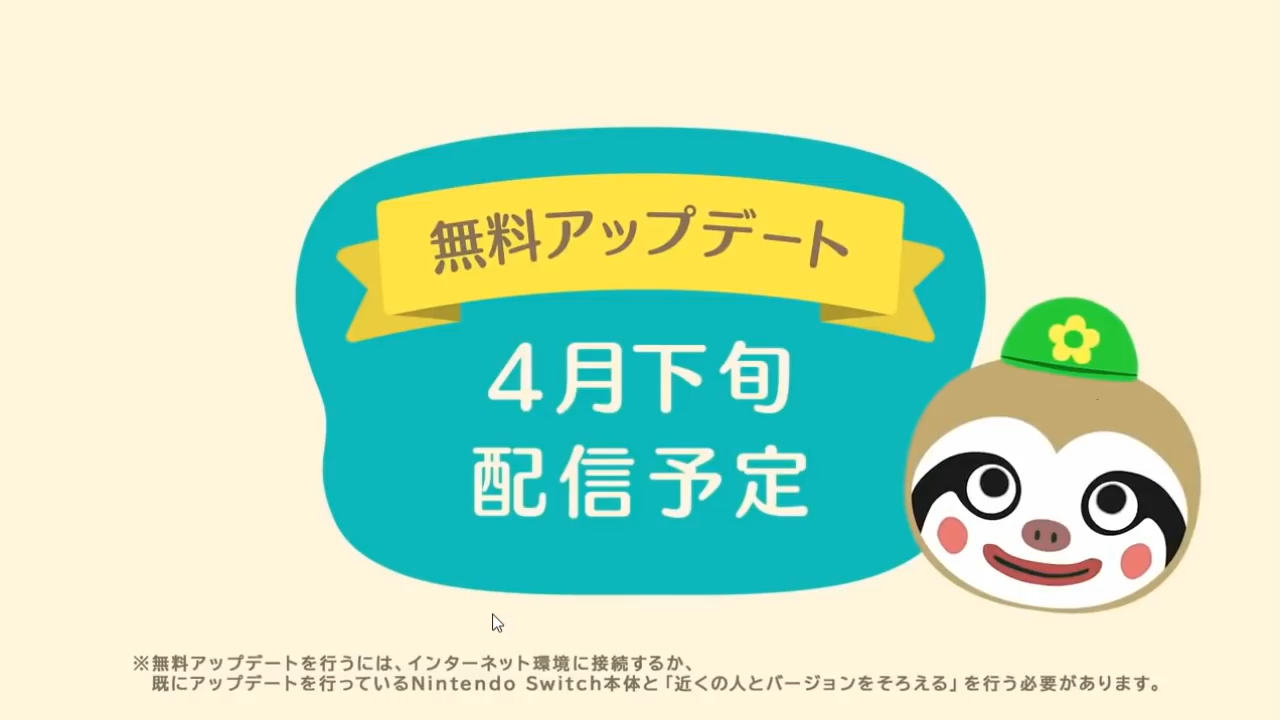 無料アップデート
4月下旬
配信予定
※無料アップデートを行うには、インターネット環境に接続するか、
既にアップデートを行っているNintendo Switch本体と「近くの人とバージョンをそろえる」を行う必要があります。